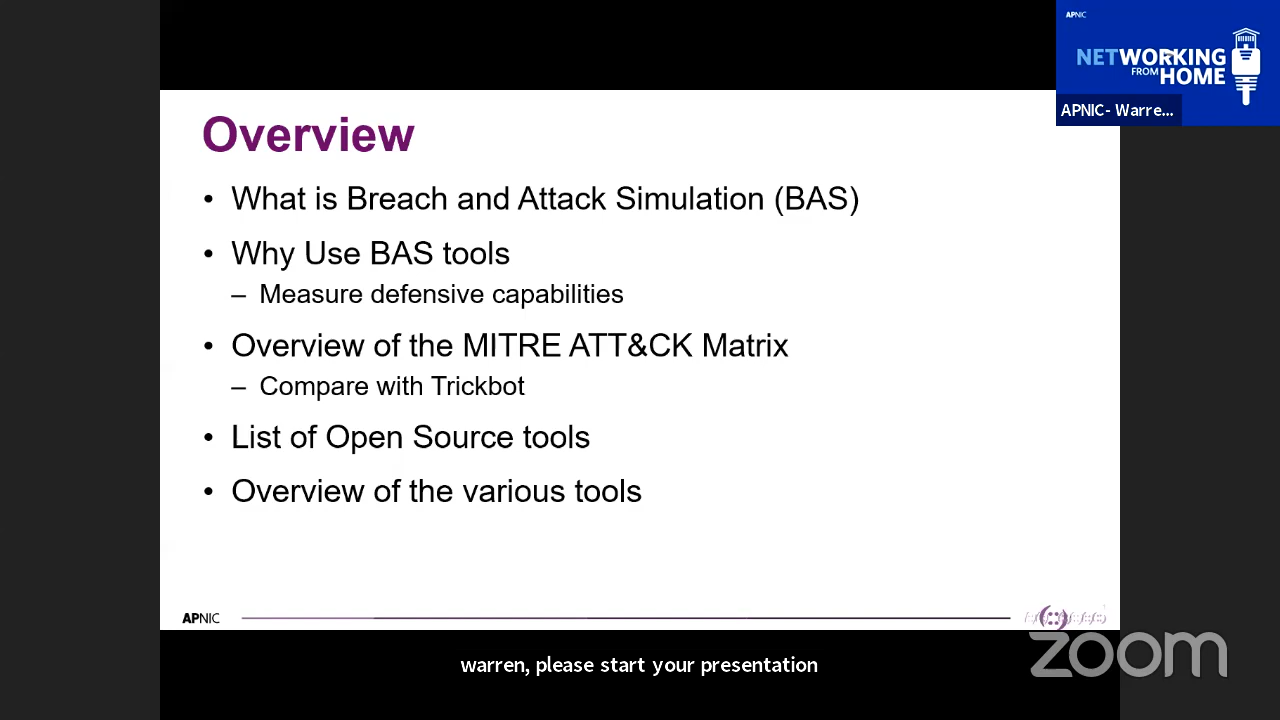 APNIC
NETWORKING
FROM HOME
APNIC- Warre...
Overview
• What is Breach and Attack Simulation (BAS)
• Why Use BAS tools
– Measure defensive capabilities
• Overview of the MITRE ATT&CK Matrix
– Compare with Trickbot
• List of Open Source tools
• Overview of the various tools
APNIC
warren, please start your presentation
zoom